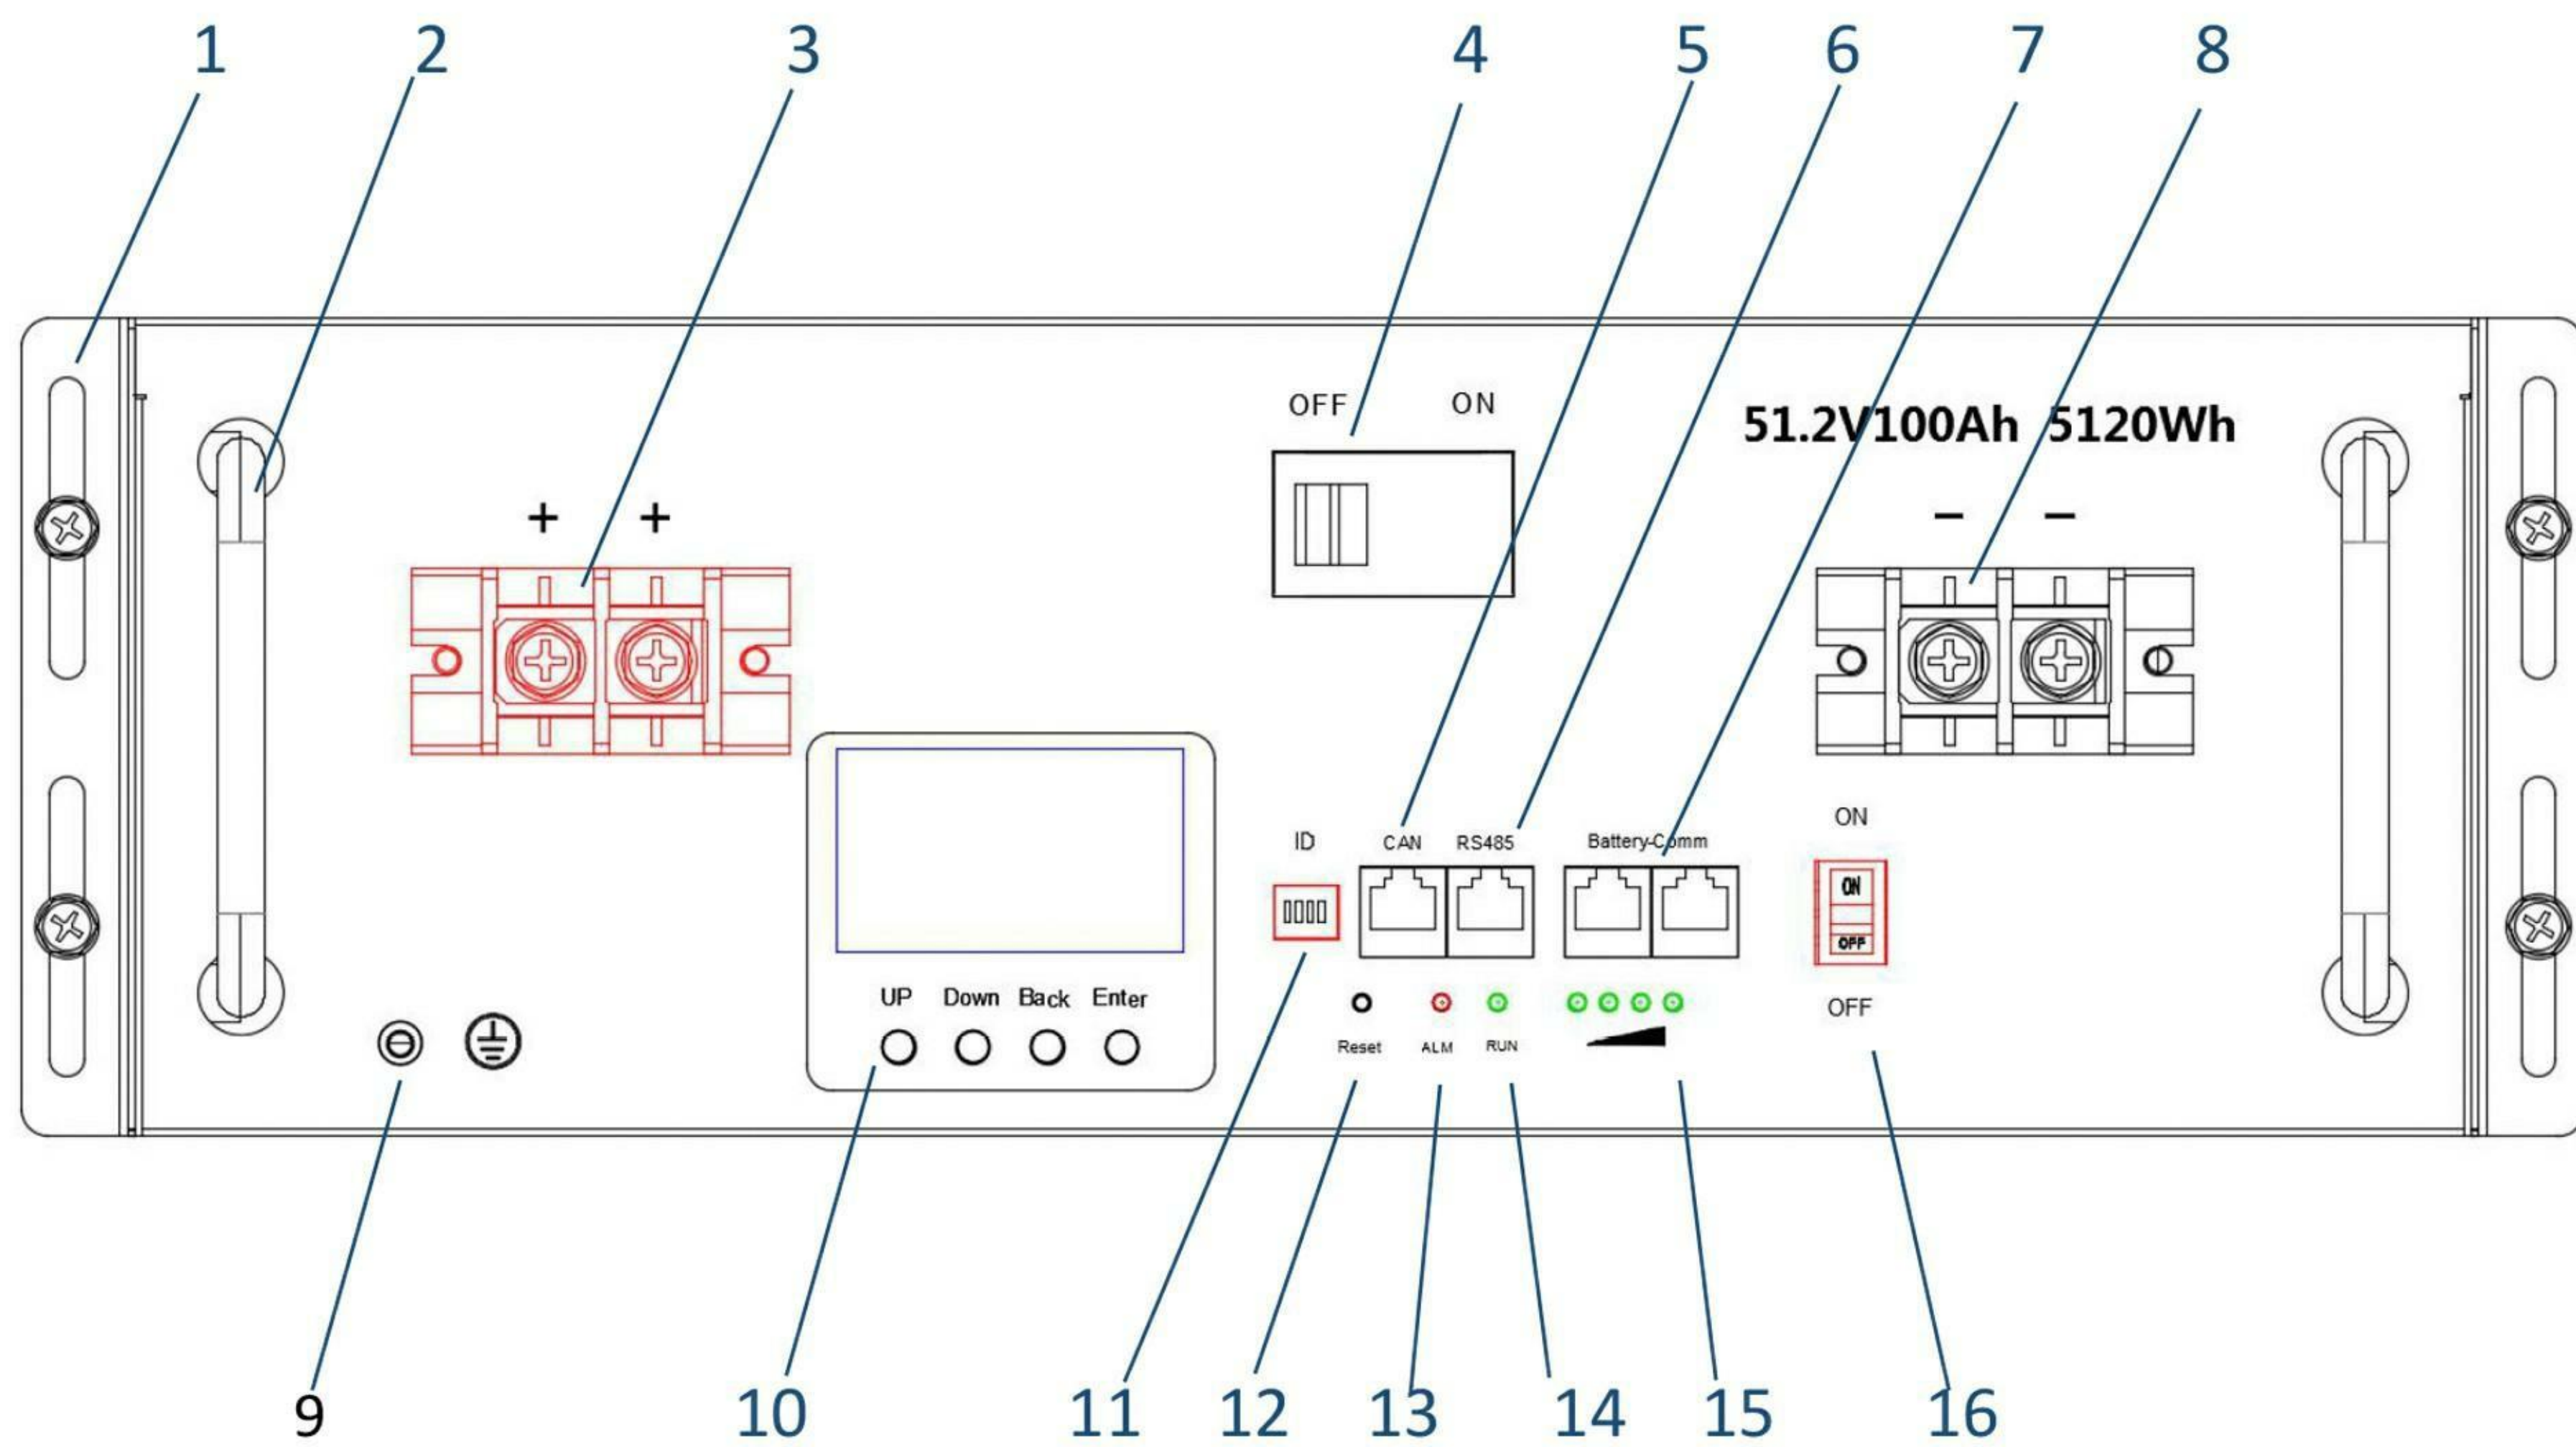 1 2 3 4 5 6 7 8
OFF ON
51.2V100Ah 5120Wh
+ +
− −
ID CAN RS485 Battery-Comm
ON
ON
OFF
OFF
UP Down Back Enter
Reset ALM RUN
9 10 11 12 13 14 15 16